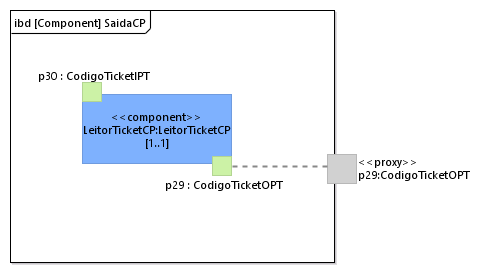 ibd [Component] SaidaCP
p30 : CodigoTicketIPT
<<component>>
LeitorTicketCP:LeitorTicketCP
[1..1]
<<proxy>>
p29:CodigoTicketOPT
p29 : CodigoTicketOPT